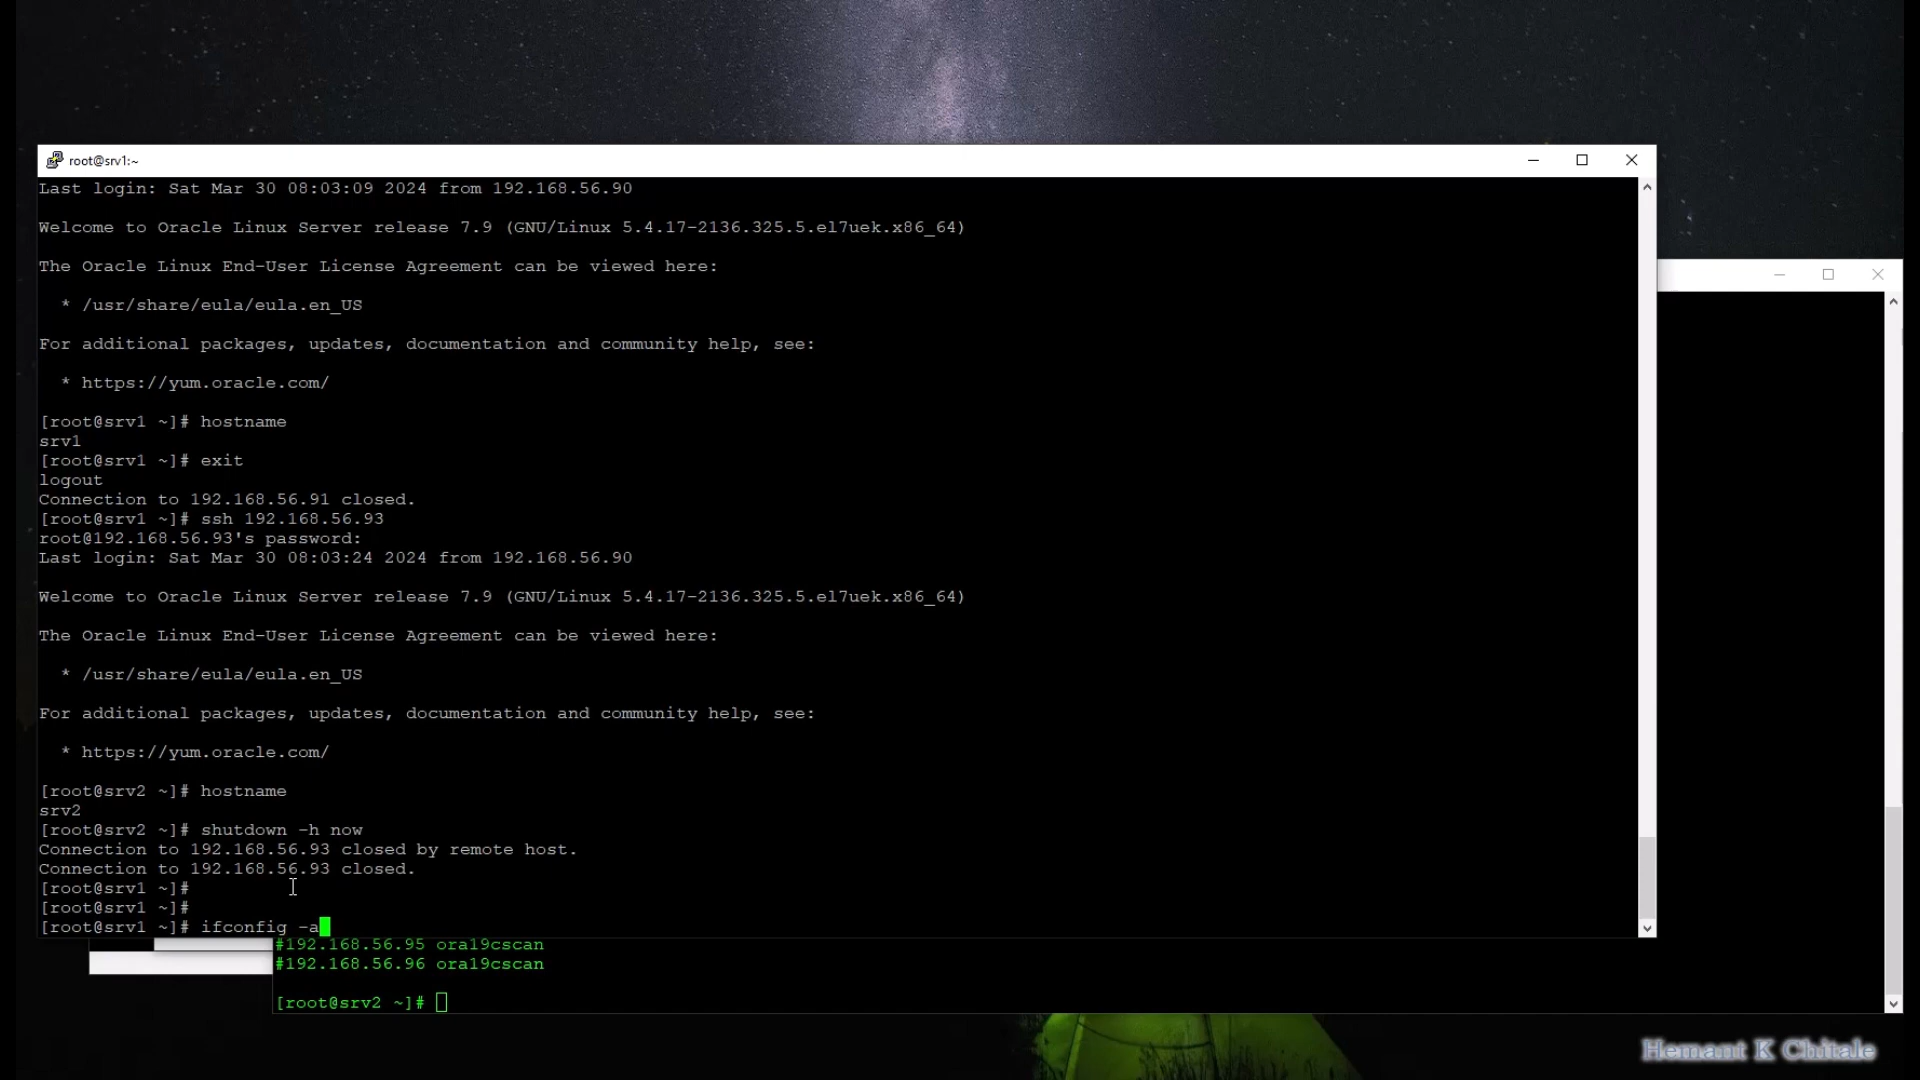 root@srv1:~
Last login: Sat Mar 30 08:03:09 2024 from 192.168.56.90
Welcome to Oracle Linux Server release 7.9 (GNU/Linux 5.4.17-2136.325.5.el7uek.x86_64)
The Oracle Linux End-User License Agreement can be viewed here:
* /usr/share/eula/eula.en_US
For additional packages, updates, documentation and community help, see:
* https://yum.oracle.com/
[root@srv1 ~]# hostname
srv1
[root@srv1 ~]# exit
logout
Connection to 192.168.56.91 closed.
[root@srv1 ~]# ssh 192.168.56.93
root@192.168.56.93's password:
Last login: Sat Mar 30 08:03:24 2024 from 192.168.56.90
Welcome to Oracle Linux Server release 7.9 (GNU/Linux 5.4.17-2136.325.5.el7uek.x86_64)
The Oracle Linux End-User License Agreement can be viewed here:
* /usr/share/eula/eula.en_US
For additional packages, updates, documentation and community help, see:
* https://yum.oracle.com/
[root@srv2 ~]# hostname
srv2
[root@srv2 ~]# shutdown -h now
Connection to 192.168.56.93 closed by remote host.
Connection to 192.168.56.93 closed.
[root@srv1 ~]#
[root@srv1 ~]#
[root@srv1 ~]# ifconfig -a
#192.168.56.95 ora19cscan
#192.168.56.96 ora19cscan
[root@srv2 ~]#
Hemant K Chitale